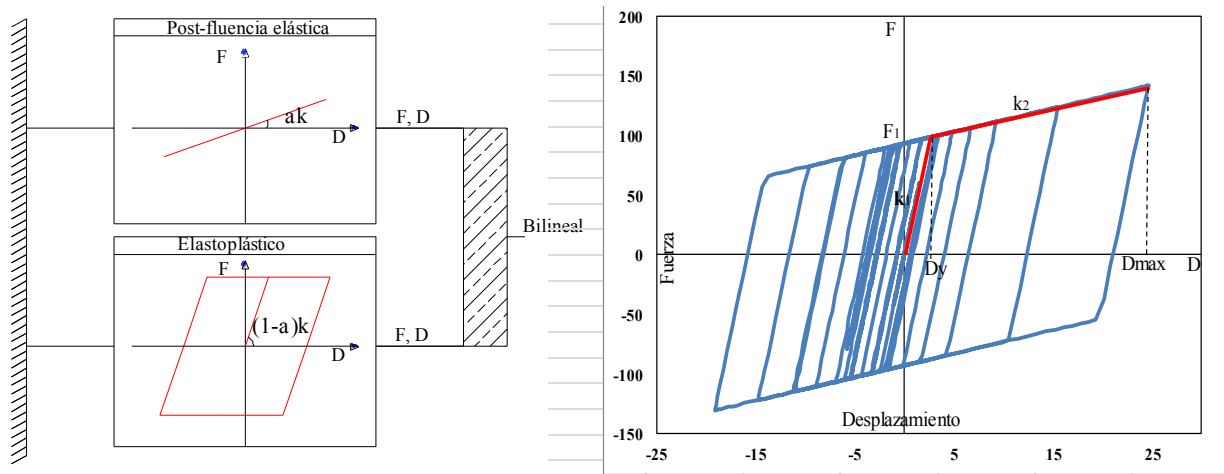 Post-fluencia elástica
F
ak
D
F, D
Elastoplástico
F
(1-a)k
D
F, D
Bilineal
200
150
100
50
0
-50
-100
-150
-25
-15
-5
5
15
25
F
F1
k2
k1
Dy
Dmax
D
Fuerza
Desplazamiento